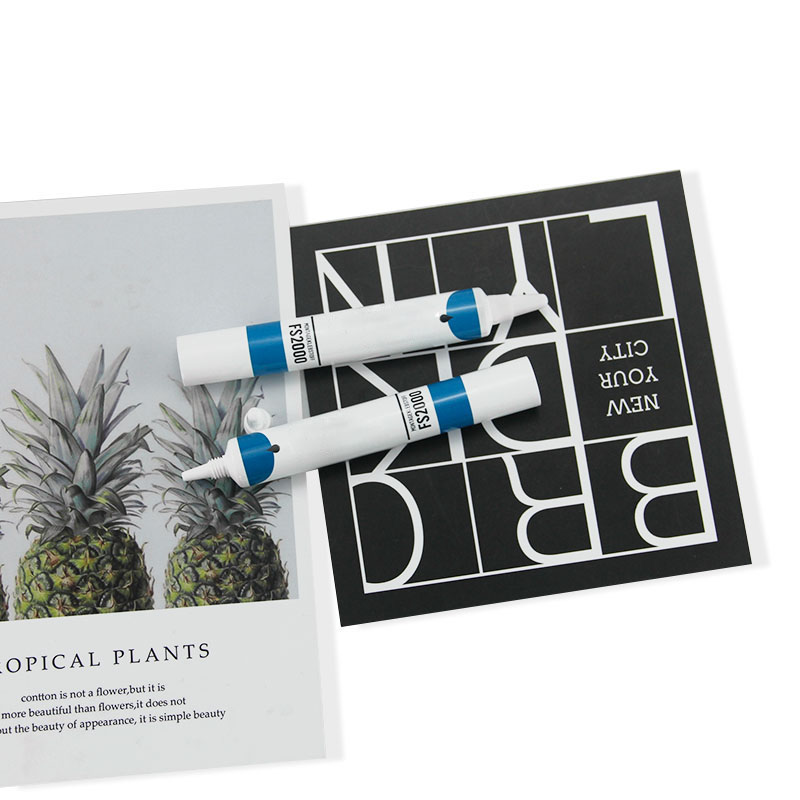 FS2000
FS2000
NEW
YOUR
CITY
ROPICAL PLANTS
contton is not a flower,but it is
more beautiful than flowers,it does not
out the beauty of appearance, it is simple beauty